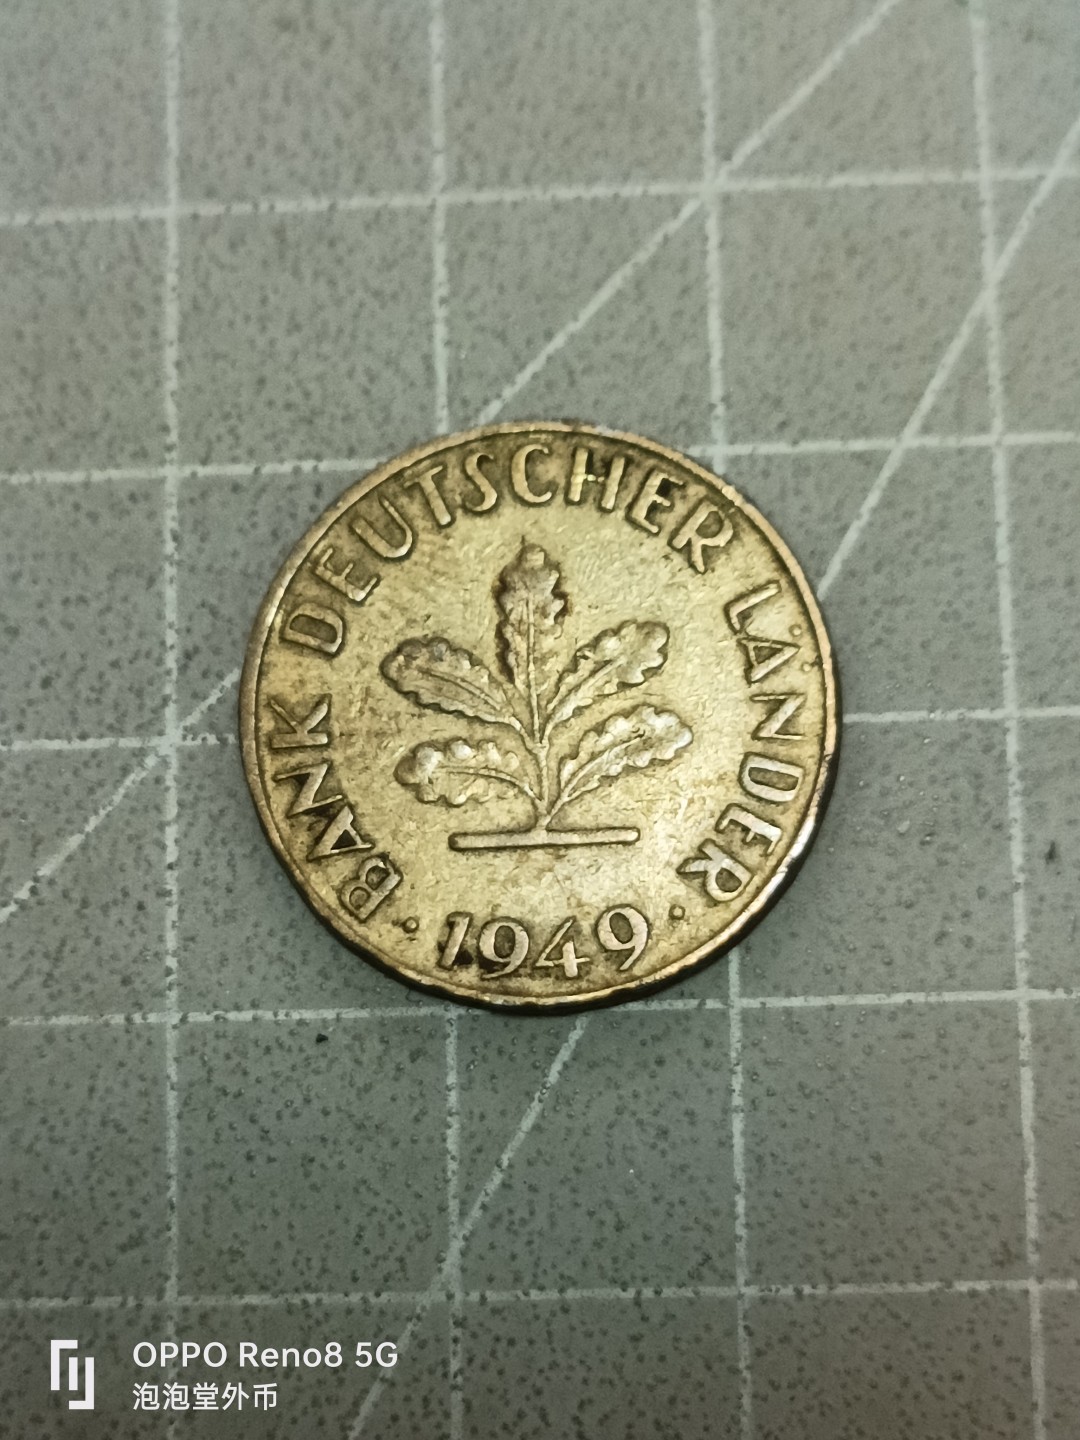 BANK DEUTSCHER LÄNDER
· 1949 ·
OPPO Reno8 5G
泡泡堂外币